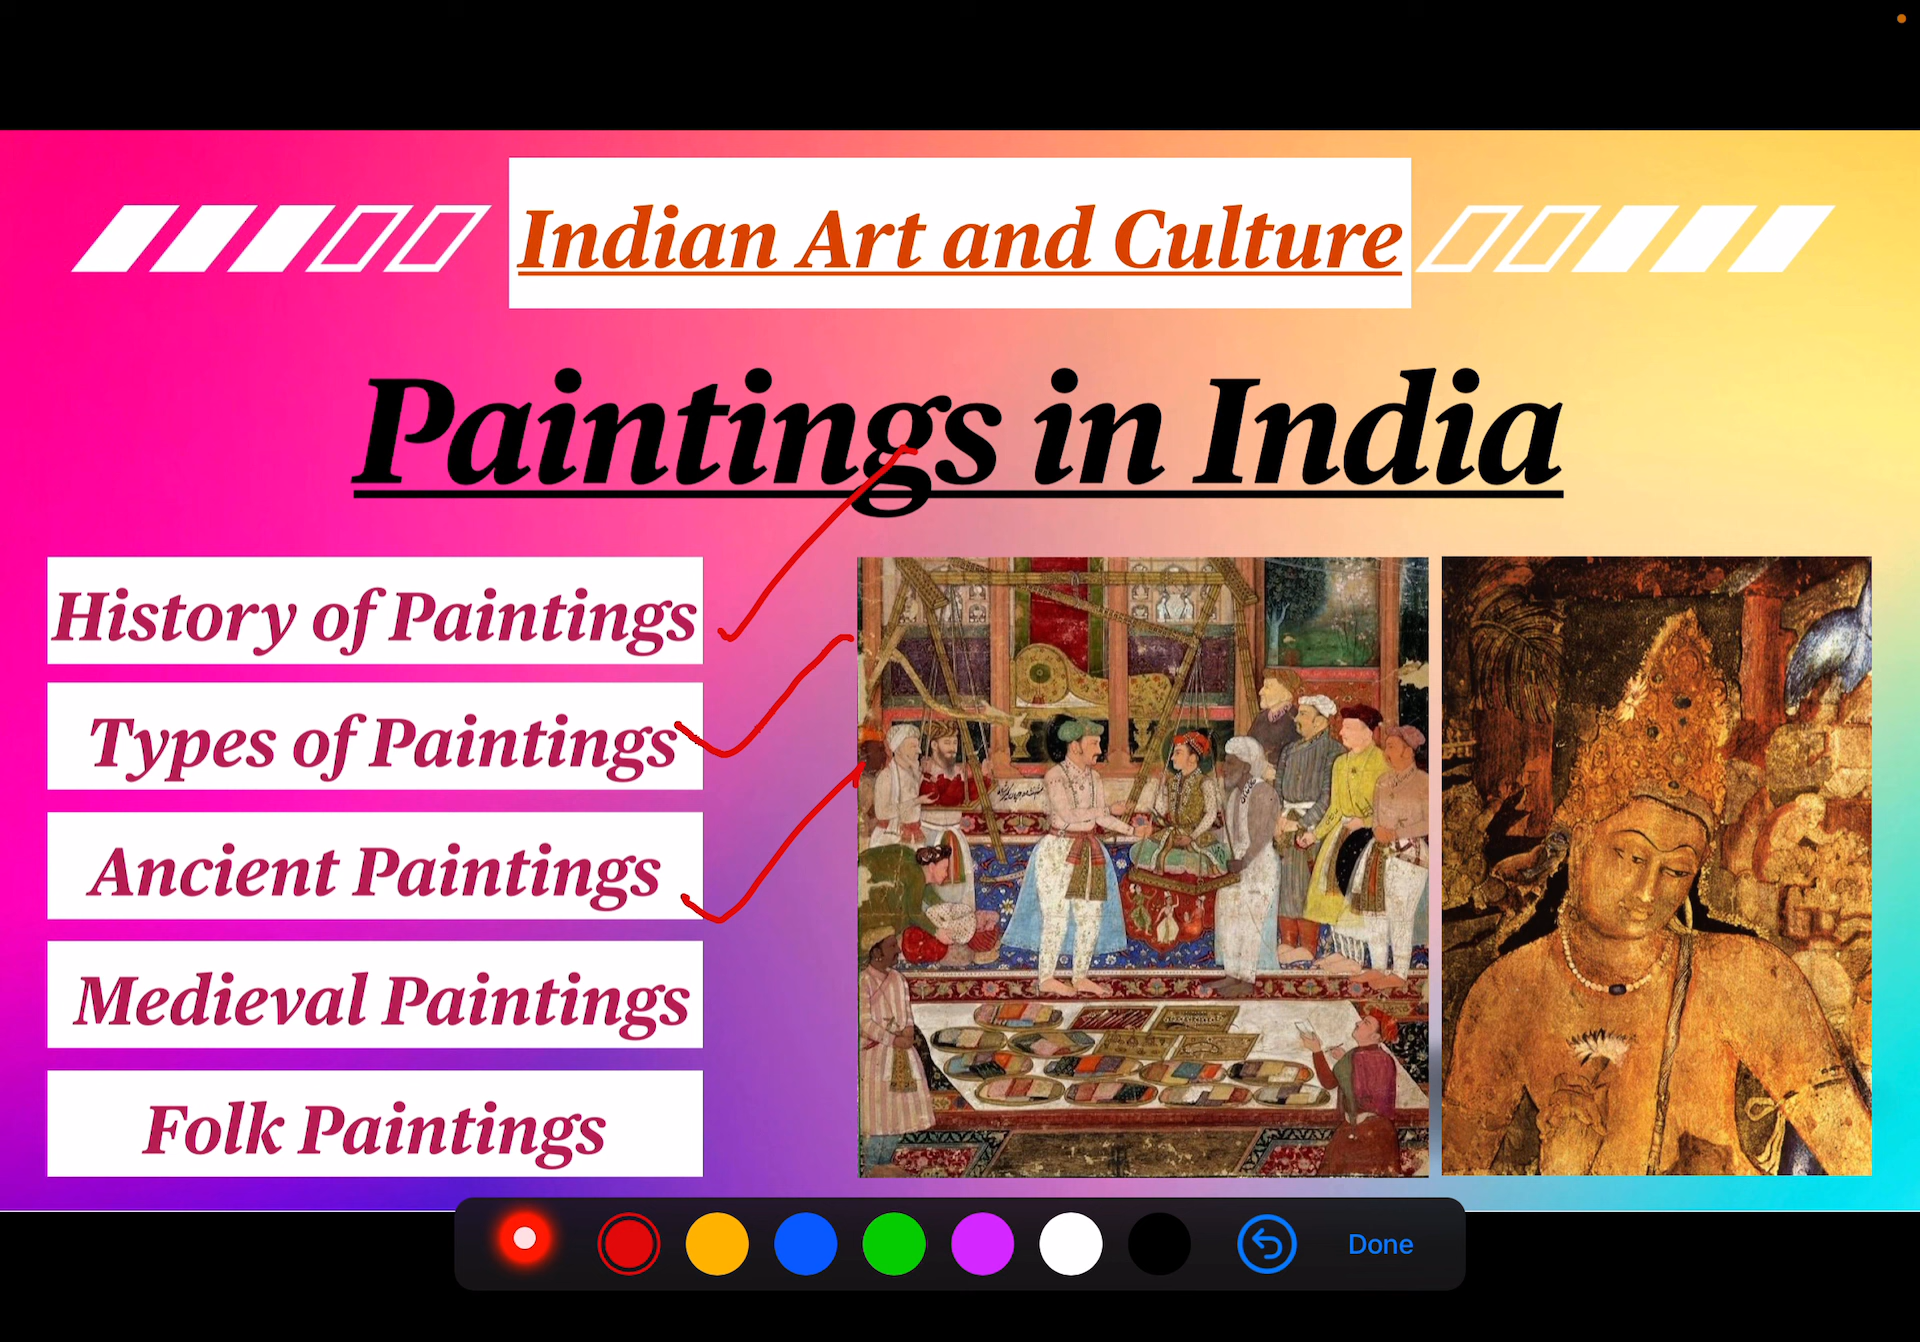 Indian Art and Culture
Paintings in India
History of Paintings
Types of Paintings
Ancient Paintings
Medieval Paintings
Folk Paintings
Done